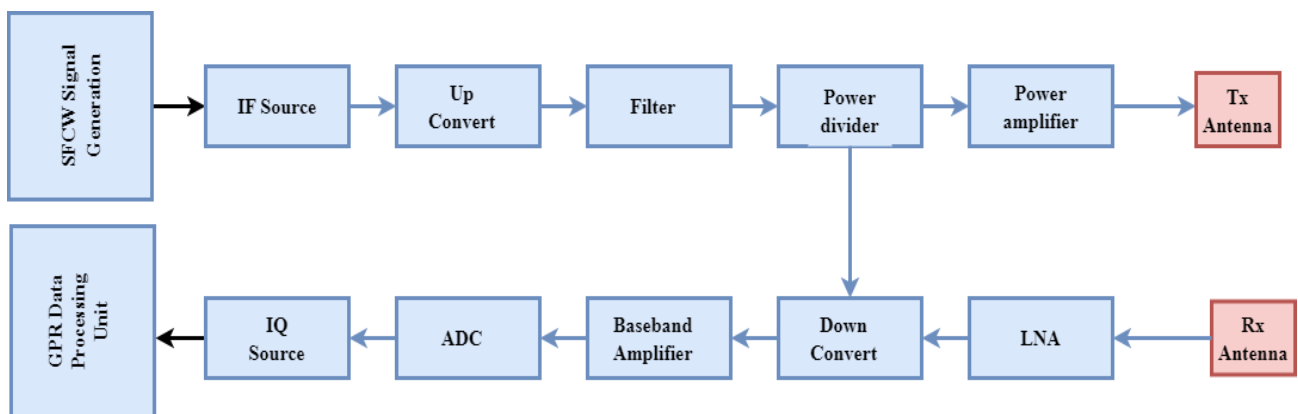 SFCW Signal
Generation
IF Source
Up
Convert
Filter
Power
divider
Power
amplifier
Tx
Antenna
GPR Data
Processing
Unit
IQ
Source
ADC
Baseband
Amplifier
Down
Convert
LNA
Rx
Antenna